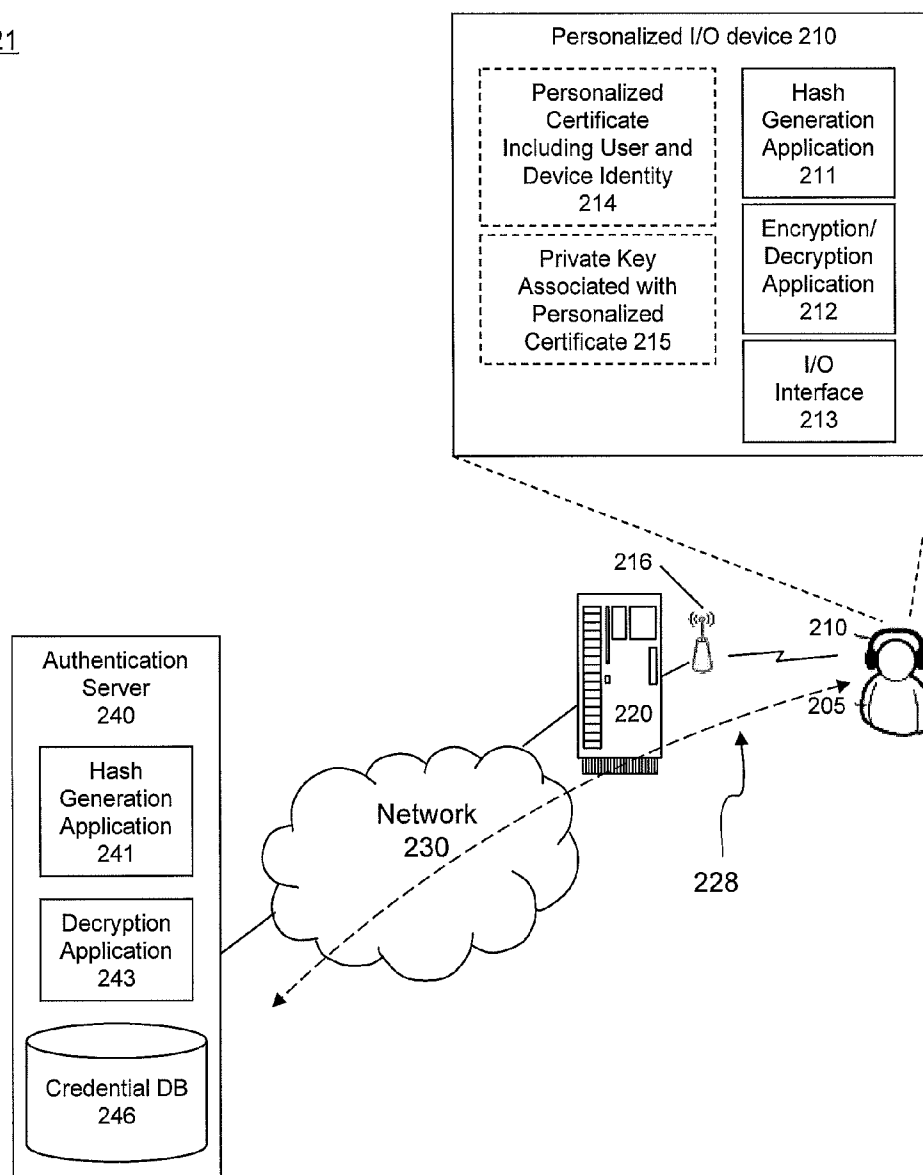 21
Personalized I/O device 210
Personalized
Certificate
Including User and
Device Identity
214
Hash
Generation
Application
211
Private Key
Associated with
Personalized
Certificate 215
Encryption/
Decryption
Application
212
I/O
Interface
213
216
210
205
220
Authentication
Server
240
Hash
Generation
Application
241
Decryption
Application
243
Credential DB
246
Network
230
228